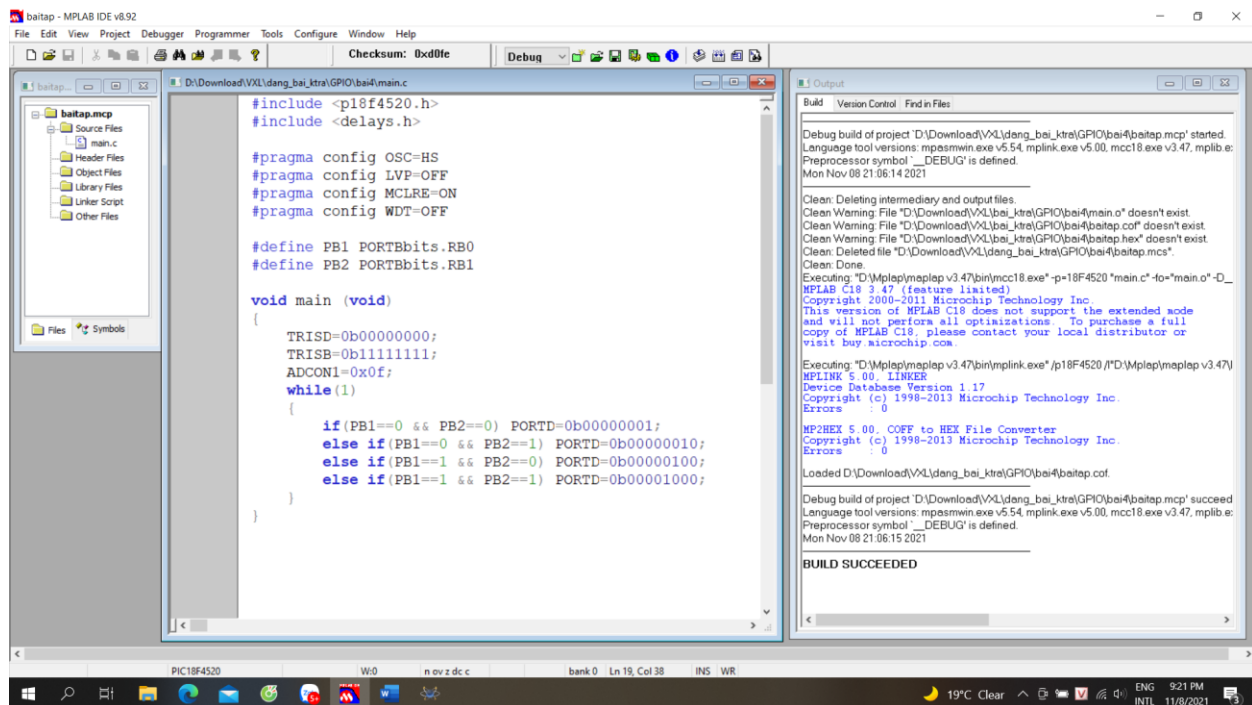 baitap - MPLAB IDE v8.92
File Edit View Project Debugger Programmer Tools Configure Window Help
Checksum: 0xd0fe
Debug
baitap...
baitap.mcp
Source Files
main.c
Header Files
Object Files
Library Files
Linker Script
Other Files
Files Symbols
D:\Download\VXL\dang_bai_ktra\GPIO\bai4\main.c
#include <p18f4520.h>
#include <delays.h>
#pragma config OSC=HS
#pragma config LVP=OFF
#pragma config MCLRE=ON
#pragma config WDT=OFF
#define PB1 PORTBbits.RB0
#define PB2 PORTBbits.RB1
void main (void)
{
TRISD=0b00000000;
TRISB=0b11111111;
ADCON1=0x0f;
while(1)
{
if(PB1==0 && PB2==0) PORTD=0b00000001;
else if(PB1==0 && PB2==1) PORTD=0b00000010;
else if(PB1==1 && PB2==0) PORTD=0b00000100;
else if(PB1==1 && PB2==1) PORTD=0b00001000;
}
}
Output
Build Version Control Find in Files
Debug build of project `D:\Download\VXL\dang_bai_ktra\GPIO\bai4\baitap.mcp' started.
Language tool versions: mpasmwin.exe v5.54, mplink.exe v5.00, mcc18.exe v3.47, mplib.e
Preprocessor symbol `__DEBUG' is defined.
Mon Nov 08 21:06:14 2021
Clean: Deleting intermediary and output files.
Clean Warning: File "D:\Download\VXL\bai_ktra\GPIO\bai4\main.o" doesn't exist.
Clean Warning: File "D:\Download\VXL\bai_ktra\GPIO\bai4\baitap.cof" doesn't exist.
Clean Warning: File "D:\Download\VXL\bai_ktra\GPIO\bai4\baitap.hex" doesn't exist.
Clean: Deleted file "D:\Download\VXL\dang_bai_ktra\GPIO\bai4\baitap.mcs".
Clean: Done.
Executing: "D:\Mplap\maplap v3.47\bin\mcc18.exe" -p=18F4520 "main.c" -fo="main.o" -D_
MPLAB C18 3.47 (feature limited)
Copyright 2000-2011 Microchip Technology Inc.
This version of MPLAB C18 does not support the extended mode
and will not perform all optimizations. To purchase a full
copy of MPLAB C18, please contact your local distributor or
visit buy.microchip.com.
Executing: "D:\Mplap\maplap v3.47\bin\mplink.exe" /p18F4520 /l"D:\Mplap\maplap v3.47\l
MPLINK 5.00, LINKER
Device Database Version 1.17
Copyright (c) 1998-2013 Microchip Technology Inc.
Errors : 0
MP2HEX 5.00, COFF to HEX File Converter
Copyright (c) 1998-2013 Microchip Technology Inc.
Errors : 0
Loaded D:\Download\VXL\dang_bai_ktra\GPIO\bai4\baitap.cof.
Debug build of project `D:\Download\VXL\dang_bai_ktra\GPIO\bai4\baitap.mcp' succeed
Language tool versions: mpasmwin.exe v5.54, mplink.exe v5.00, mcc18.exe v3.47, mplib.e
Preprocessor symbol `__DEBUG' is defined.
Mon Nov 08 21:06:15 2021
BUILD SUCCEEDED
PIC18F4520 W:0 n ov z dc c bank 0 Ln 19, Col 38 INS WR
19°C Clear ENG 9:21 PM
INTL 11/8/2021